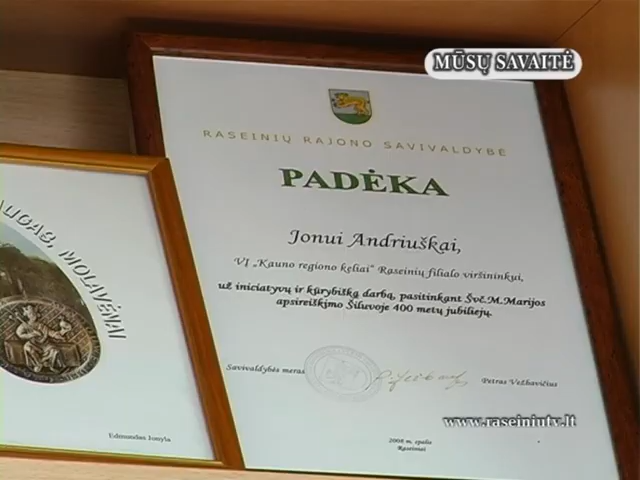 MŪSŲ SAVAITĖ
RASEINIŲ RAJONO SAVIVALDYBĖ
PADĖKA
Jonui Andriuškai,
VĮ „Kauno regiono keliai" Raseinių filialo viršininkui,
už iniciatyvų ir kūrybišką darbą, pasitinkant Švč.M.Marijos
apsireiškimo Šiluvoje 400 metų jubiliejų.
Savivaldybės meras
Petras Vežbavičius
2008 m. spalis
Raseiniai
MOLAVĖNAI
Edmundas Jonyla
www.raseiniutv.lt